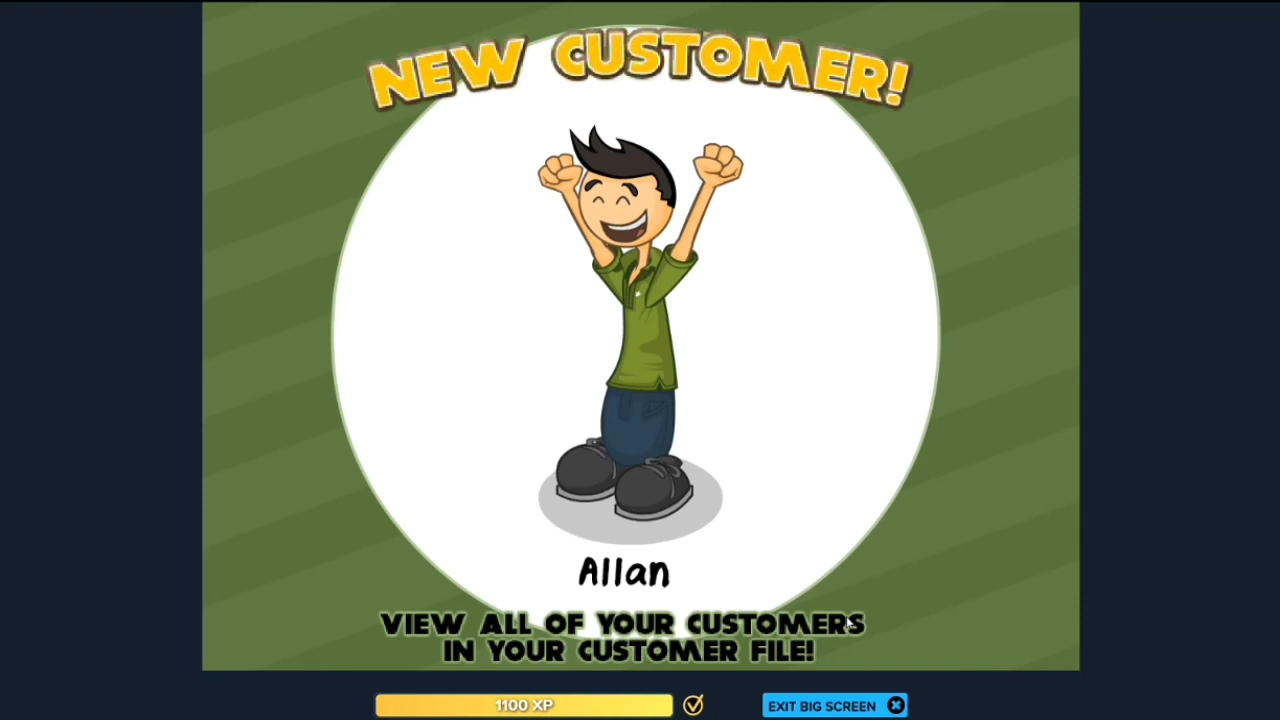 NEW CUSTOMER!
Allan
VIEW ALL OF YOUR CUSTOMERS
IN YOUR CUSTOMER FILE!
1100 XP
EXIT BIG SCREEN